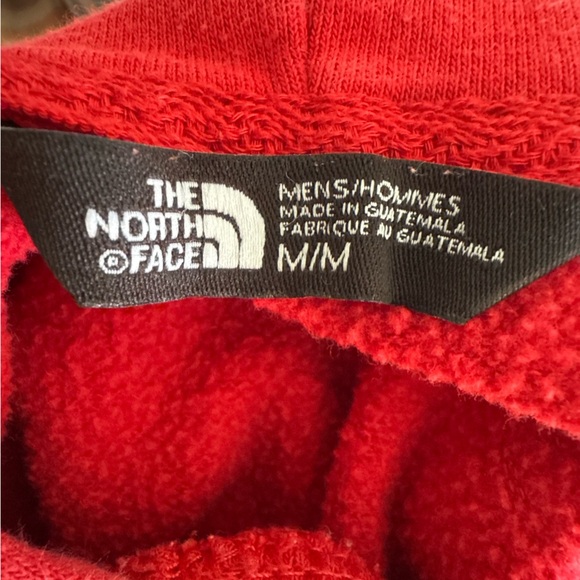 THE
NORTH
©FACE
MENS/HOMMES
MADE IN GUATEMALA
FABRIQUE AU GUATEMALA
M/M